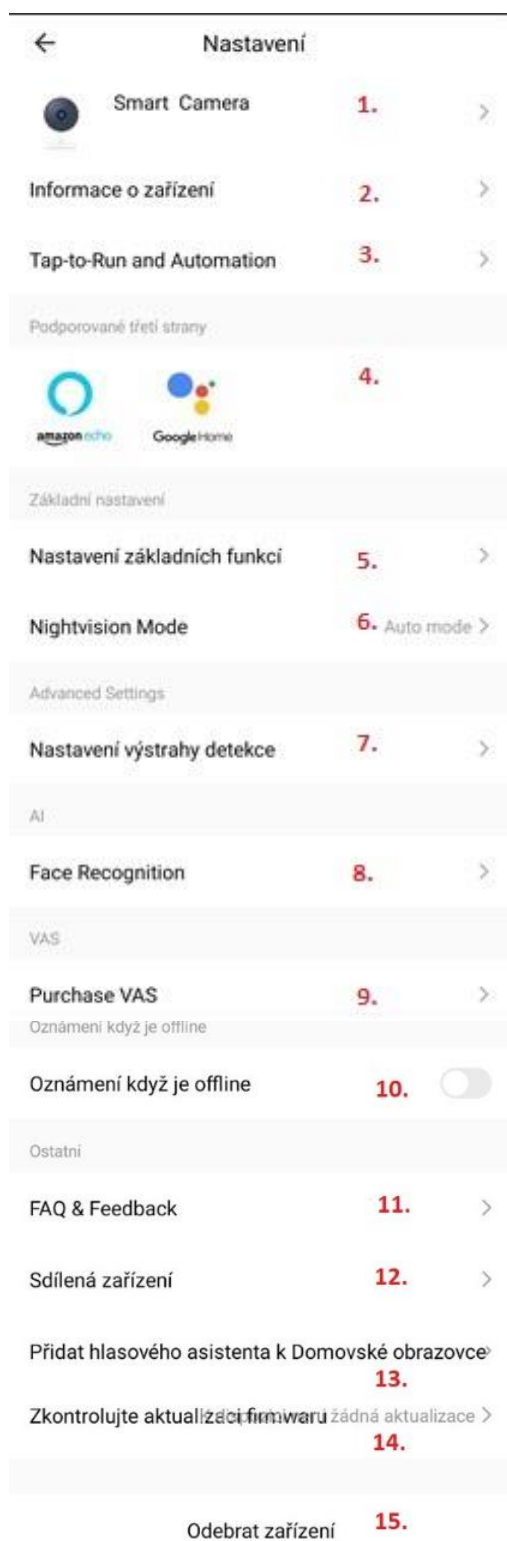 Nastavení
Smart Camera 1.
Informace o zařízení 2.
Tap-to-Run and Automation 3.
Podporované třetí strany
4.
amazon echo Google Home
Základní nastavení
Nastavení základních funkcí 5.
Nightvision Mode 6. Auto mode
Advanced Settings
Nastavení výstrahy detekce 7.
AI
Face Recognition 8.
VAS
Purchase VAS 9.
Oznámení když je offline
Oznámení když je offline 10.
Ostatní
FAQ & Feedback 11.
Sdílená zařízení 12.
Přidat hlasového asistenta k Domovské obrazovce
13.
Zkontrolujte aktualizaci firmwaru žádná aktualizace
14.
Odebrat zařízení 15.